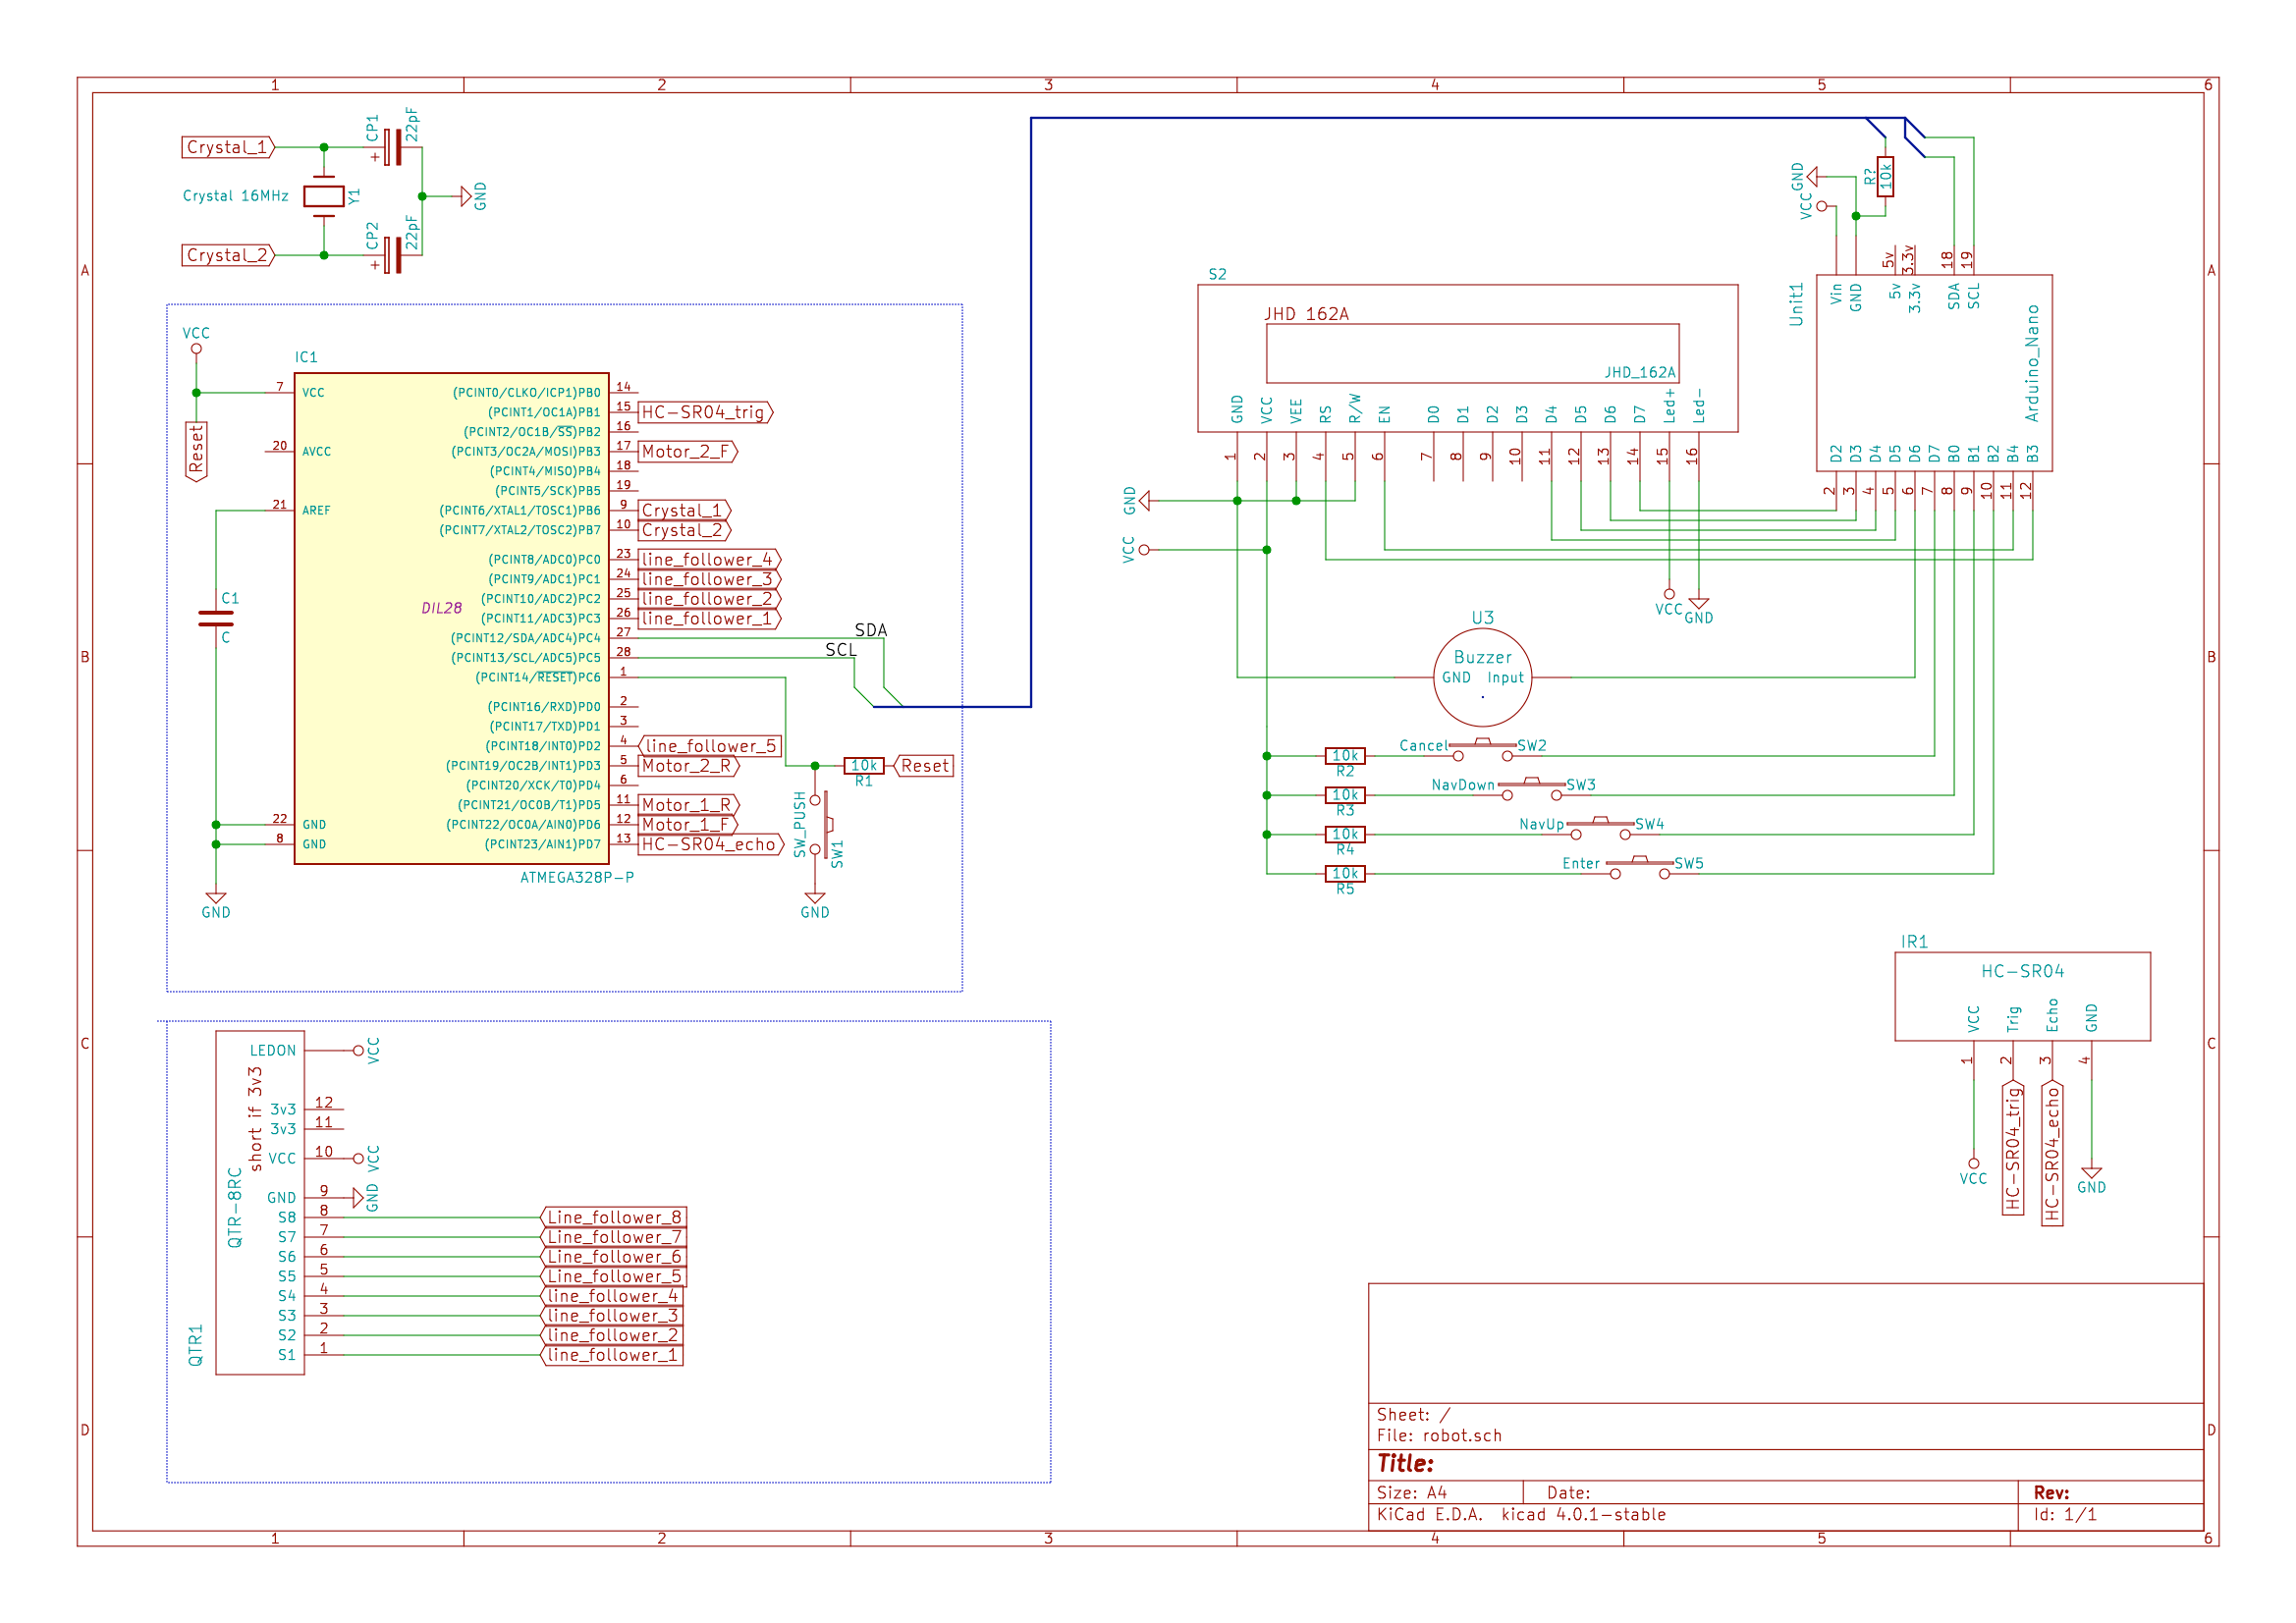 1 2 3 4 5 6
A
B
C
D
A
B
C
D
1 2 3 4 5 6
Crystal_1
CP1
22pF
Crystal 16MHz
Y1
GND
Crystal_2
CP2
22pF
VCC
Reset
IC1
7 VCC
20 AVCC
21 AREF
22 GND
8 GND
C1
C
GND
DIL28
ATMEGA328P-P
(PCINT0/CLKO/ICP1)PB0 14
(PCINT1/OC1A)PB1 15 HC-SR04_trig
(PCINT2/OC1B/SS)PB2 16
(PCINT3/OC2A/MOSI)PB3 17 Motor_2_F
(PCINT4/MISO)PB4 18
(PCINT5/SCK)PB5 19
(PCINT6/XTAL1/TOSC1)PB6 9 Crystal_1
(PCINT7/XTAL2/TOSC2)PB7 10 Crystal_2
(PCINT8/ADC0)PC0 23 line_follower_4
(PCINT9/ADC1)PC1 24 line_follower_3
(PCINT10/ADC2)PC2 25 line_follower_2
(PCINT11/ADC3)PC3 26 line_follower_1
(PCINT12/SDA/ADC4)PC4 27 SDA
(PCINT13/SCL/ADC5)PC5 28 SCL
(PCINT14/RESET)PC6 1
(PCINT16/RXD)PD0 2
(PCINT17/TXD)PD1 3
(PCINT18/INT0)PD2 4 line_follower_5
(PCINT19/OC2B/INT1)PD3 5 Motor_2_R
(PCINT20/XCK/T0)PD4 6
(PCINT21/OC0B/T1)PD5 11 Motor_1_R
(PCINT22/OC0A/AIN0)PD6 12 Motor_1_F
(PCINT23/AIN1)PD7 13 HC-SR04_echo
10k
R1
Reset
SW_PUSH
SW1
GND
QTR1
QTR-8RC
short if 3v3
LEDON VCC
3v3 12
3v3 11
VCC 10 VCC
GND 9 GND
S8 8 Line_follower_8
S7 7 Line_follower_7
S6 6 Line_follower_6
S5 5 Line_follower_5
S4 4 line_follower_4
S3 3 line_follower_3
S2 2 line_follower_2
S1 1 line_follower_1
S2
JHD 162A
JHD_162A
GND VCC VEE RS R/W EN D0 D1 D2 D3 D4 D5 D6 D7 Led+ Led-
1 2 3 4 5 6 7 8 9 10 11 12 13 14 15 16
GND
VCC
VCC
GND
GND
VCC
R?
10k
Unit1
Arduino_Nano
5v 3.3v 18 19
Vin GND 5v 3.3v SDA SCL
D2 D3 D4 D5 D6 D7 B0 B1 B2 B4 B3
2 3 4 5 6 7 8 9 10 11 12
U3
Buzzer
GND Input
10k
R2
Cancel SW2
10k
R3
NavDown SW3
10k
R4
NavUp SW4
10k
R5
Enter SW5
IR1
HC-SR04
VCC Trig Echo GND
1 2 3 4
VCC
HC-SR04_trig
HC-SR04_echo
GND
Sheet: /
File: robot.sch
Title:
Size: A4 Date: Rev:
KiCad E.D.A. kicad 4.0.1-stable Id: 1/1